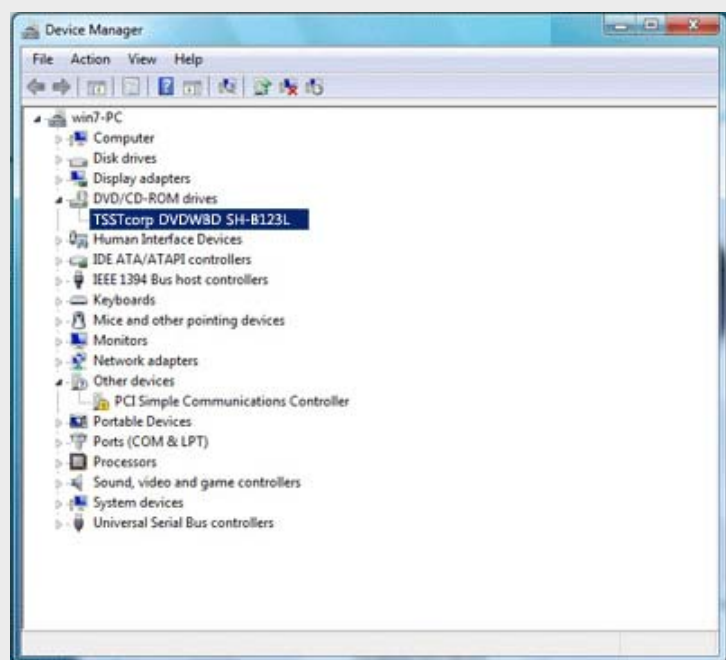 Device Manager
File Action View Help
win7-PC
Computer
Disk drives
Display adapters
DVD/CD-ROM drives
TSSTcorp DVDWBD SH-B123L
Human Interface Devices
IDE ATA/ATAPI controllers
IEEE 1394 Bus host controllers
Keyboards
Mice and other pointing devices
Monitors
Network adapters
Other devices
PCI Simple Communications Controller
Portable Devices
Ports (COM & LPT)
Processors
Sound, video and game controllers
System devices
Universal Serial Bus controllers